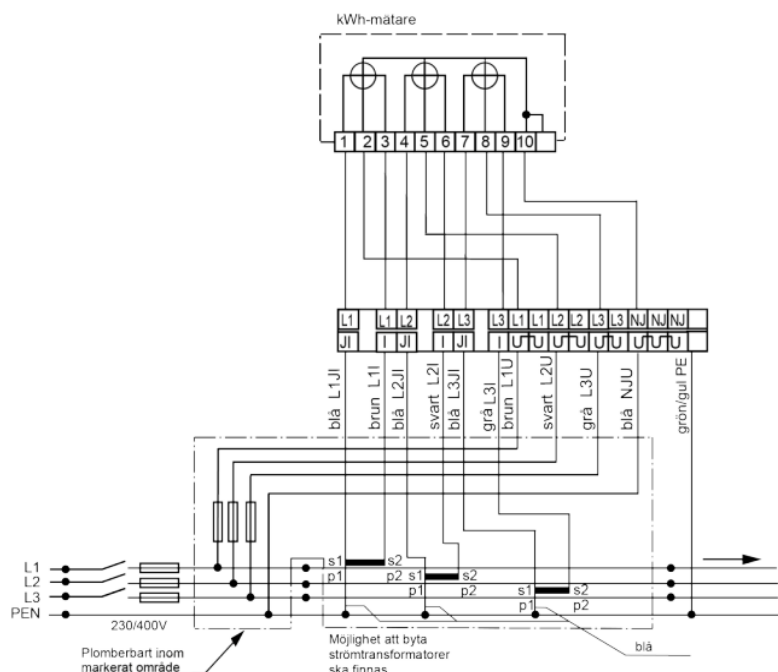 kWh-mätare
1 2 3 4 5 6 7 8 9 10
L1 L1 L2 L2 L3 L3 L1 L1 L2 L2 L3 L3 NJ NJ NJ
JI I JI I JI I U U U U U U U U U
blå L1JI
brun L1I
blå L2JI
svart L2I
blå L3JI
grå L3I
brun L1U
svart L2U
grå L3U
blå NJU
grön/gul PE
L1 s1 s2
L2 p1 p2 s1 s2
L3 p1 p2 s1 s2
PEN p1 p2
230/400V
blå
Plomberbart inom
markerat område
Möjlighet att byta
strömtransformatorer
ska finnas